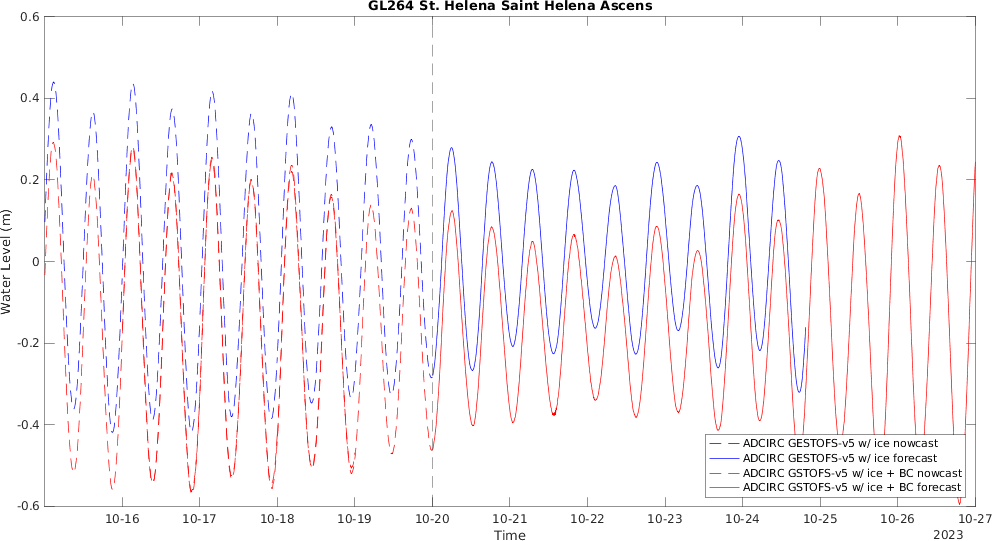 GL264 St. Helena Saint Helena Ascens
0.6
0.4
0.2
0
-0.2
-0.4
-0.6
Water Level (m)
ADCIRC GESTOFS-v5 w/ ice nowcast
ADCIRC GESTOFS-v5 w/ ice forecast
ADCIRC GSTOFS-v5 w/ ice + BC nowcast
ADCIRC GSTOFS-v5 w/ ice + BC forecast
10-16 10-17 10-18 10-19 10-20 10-21 10-22 10-23 10-24 10-25 10-26 10-27
Time
2023